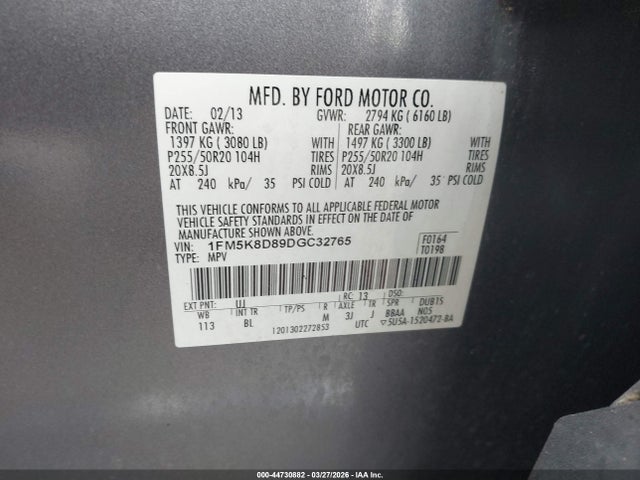 MFD. BY FORD MOTOR CO.
DATE: 02/13 GVWR: 2794 KG ( 6160 LB)
FRONT GAWR: REAR GAWR:
1397 KG ( 3080 LB) WITH 1497 KG ( 3300 LB) WITH
P255/50R20 104H TIRES P255/50R20 104H TIRES
20X8.5J RIMS 20X8.5J RIMS
AT 240 kPa/ 35 PSI COLD AT 240 kPa/ 35 PSI COLD
THIS VEHICLE CONFORMS TO ALL APPLICABLE FEDERAL MOTOR
VEHICLE SAFETY STANDARDS IN EFFECT ON THE DATE OF
MANUFACTURE SHOWN ABOVE.
VIN: 1FM5K8D89DGC32765 F0164
TYPE: MPV T0198
EXT PNT: UJ RC: 13 DSO:
WB INT TR TP/PS R AXLE TR SPR DUB1S
113 BL M 3J J BBAA N05
1201302272853 UTC ▽5U5A-1520472-BA
000-44730882 — 03/27/2026 — IAA Inc.